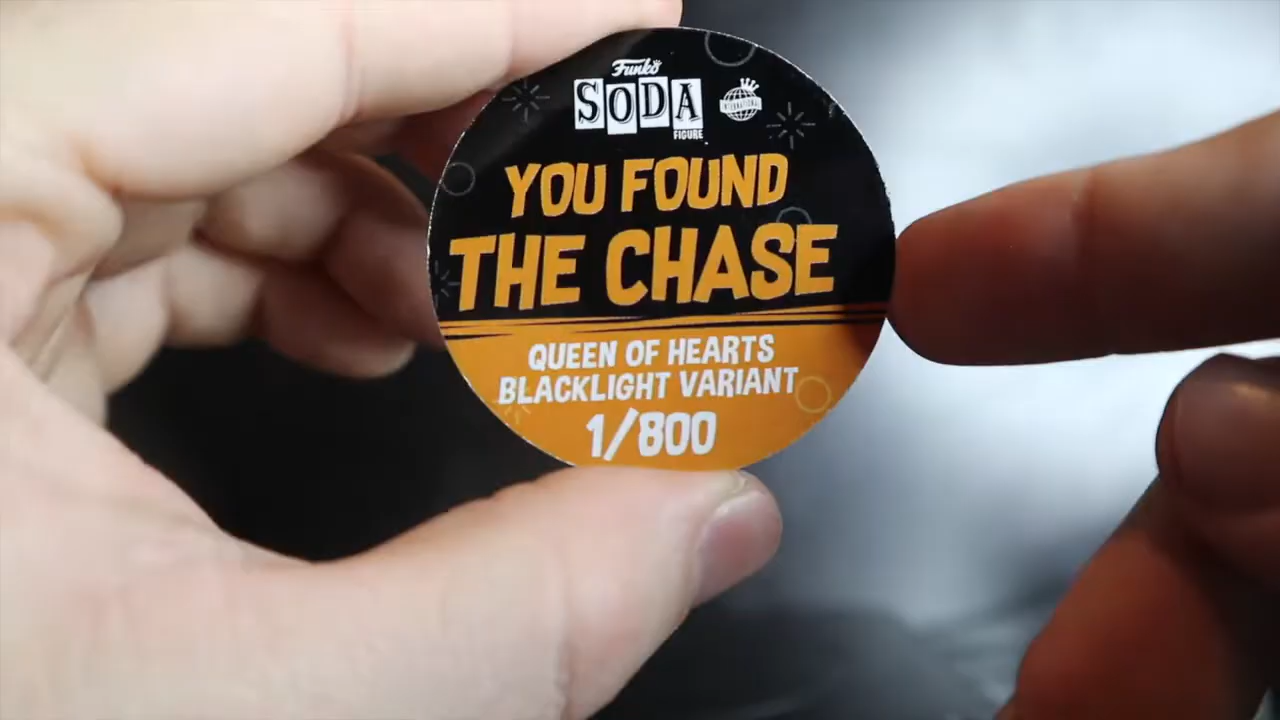 Funko
SODA
FIGURE
INTERNATIONAL
YOU FOUND
THE CHASE
QUEEN OF HEARTS
BLACKLIGHT VARIANT
1/800